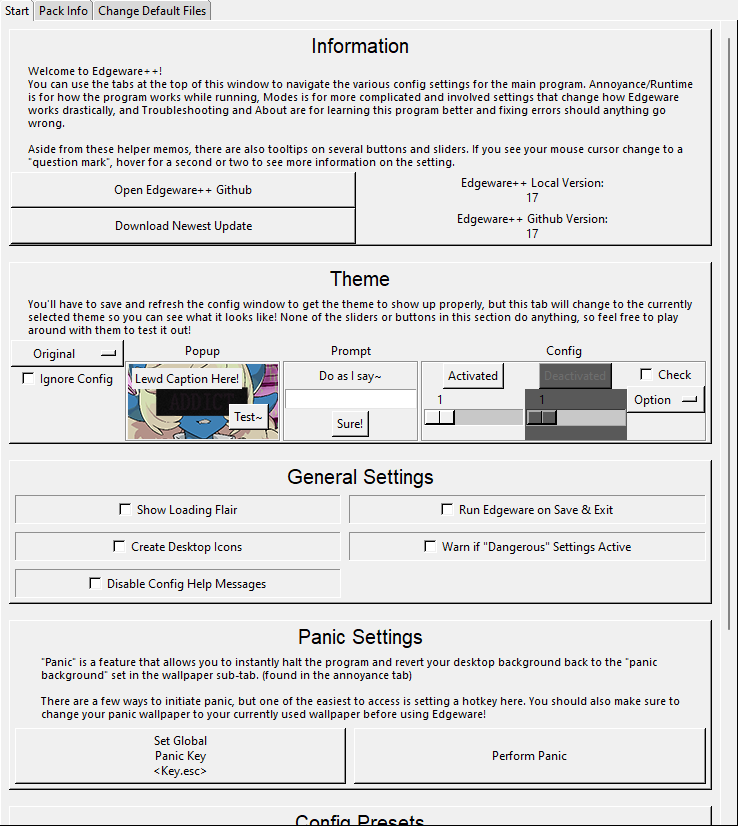 Start
Pack Info
Change Default Files
Information
Welcome to Edgeware++!
You can use the tabs at the top of this window to navigate the various config settings for the main program. Annoyance/Runtime
is for how the program works while running, Modes is for more complicated and involved settings that change how Edgeware
works drastically, and Troubleshooting and About are for learning this program better and fixing errors should anything go
wrong.
Aside from these helper memos, there are also tooltips on several buttons and sliders. If you see your mouse cursor change to a
"question mark", hover for a second or two to see more information on the setting.
Open Edgeware++ Github
Edgeware++ Local Version:
17
Download Newest Update
Edgeware++ Github Version:
17
Theme
You'll have to save and refresh the config window to get the theme to show up properly, but this tab will change to the currently
selected theme so you can see what it looks like! None of the sliders or buttons in this section do anything, so feel free to play
around with them to test it out!
Original
Popup
Prompt
Config
Ignore Config
Lewd Caption Here!
ADDICT
Test~
Do as I say~
Sure!
Activated
1
Deactivated
1
Check
Option
General Settings
Show Loading Flair
Run Edgeware on Save & Exit
Create Desktop Icons
Warn if "Dangerous" Settings Active
Disable Config Help Messages
Panic Settings
"Panic" is a feature that allows you to instantly halt the program and revert your desktop background back to the "panic
background" set in the wallpaper sub-tab. (found in the annoyance tab)
There are a few ways to initiate panic, but one of the easiest to access is setting a hotkey here. You should also make sure to
change your panic wallpaper to your currently used wallpaper before using Edgeware!
Set Global
Panic Key
<Key.esc>
Perform Panic
Config Presets